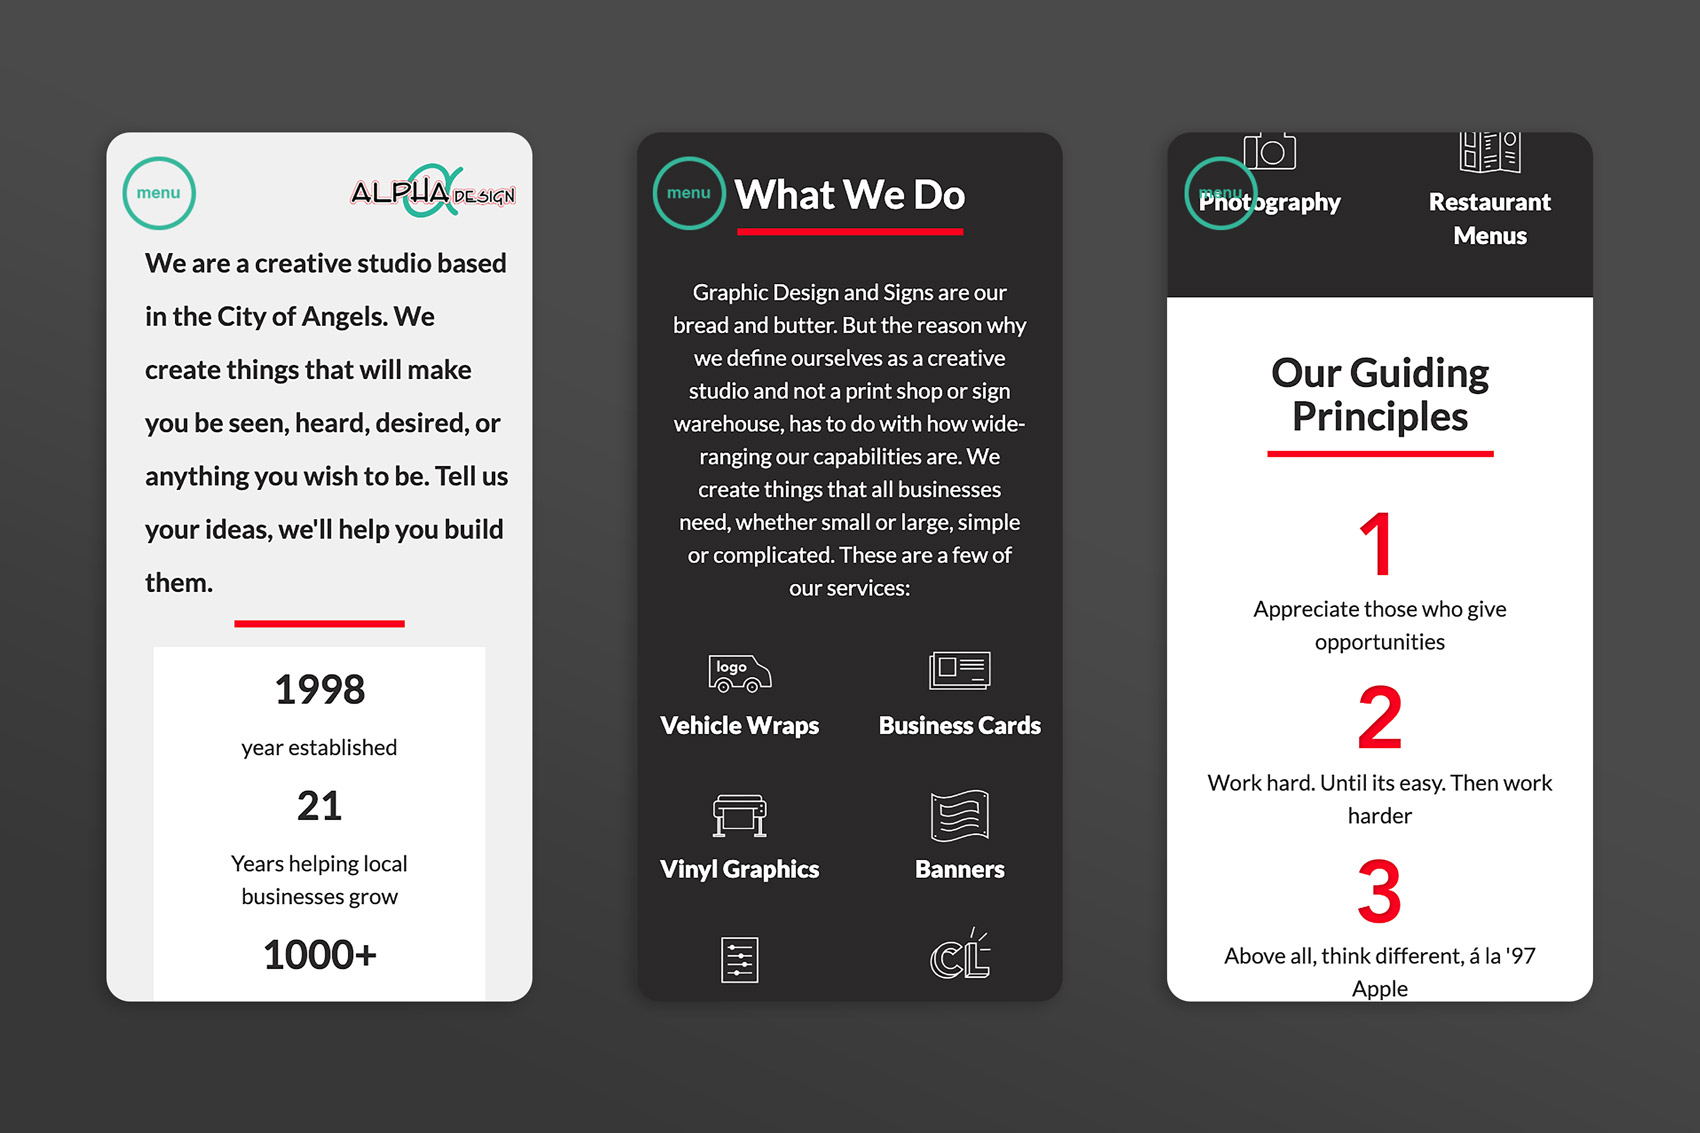 menu
ALPHA DESIGN
We are a creative studio based
in the City of Angels. We
create things that will make
you be seen, heard, desired, or
anything you wish to be. Tell us
your ideas, we'll help you build
them.
1998
year established
21
Years helping local
businesses grow
1000+
menu
What We Do
Graphic Design and Signs are our
bread and butter. But the reason why
we define ourselves as a creative
studio and not a print shop or sign
warehouse, has to do with how wide-
ranging our capabilities are. We
create things that all businesses
need, whether small or large, simple
or complicated. These are a few of
our services:
logo
Vehicle Wraps
Business Cards
Vinyl Graphics
Banners
CL
menu
Photography
Restaurant
Menus
Our Guiding
Principles
1
Appreciate those who give
opportunities
2
Work hard. Until its easy. Then work
harder
3
Above all, think different, á la '97
Apple